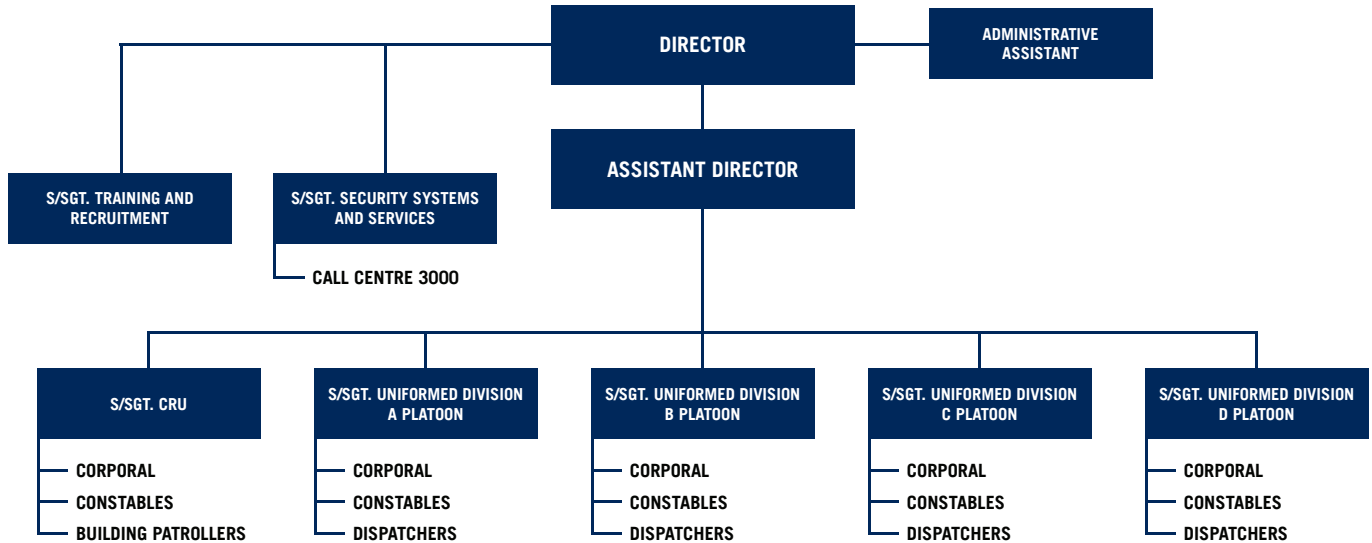 DIRECTOR
ADMINISTRATIVE
ASSISTANT
ASSISTANT DIRECTOR
S/SGT. TRAINING AND
RECRUITMENT
S/SGT. SECURITY SYSTEMS
AND SERVICES
CALL CENTRE 3000
S/SGT. CRU
CORPORAL
CONSTABLES
BUILDING PATROLLERS
S/SGT. UNIFORMED DIVISION
A PLATOON
CORPORAL
CONSTABLES
DISPATCHERS
S/SGT. UNIFORMED DIVISION
B PLATOON
CORPORAL
CONSTABLES
DISPATCHERS
S/SGT. UNIFORMED DIVISION
C PLATOON
CORPORAL
CONSTABLES
DISPATCHERS
S/SGT. UNIFORMED DIVISION
D PLATOON
CORPORAL
CONSTABLES
DISPATCHERS